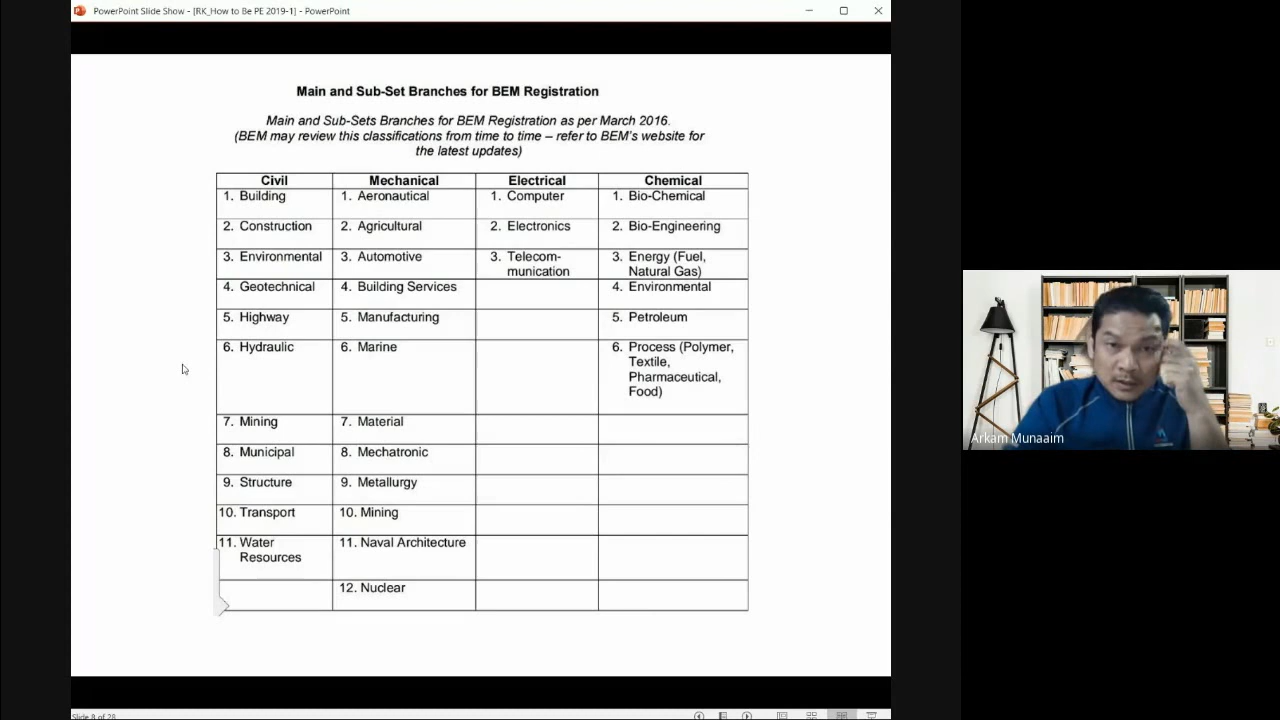 PowerPoint Slide Show - [RK_How to Be PE 2019-1] - PowerPoint
Main and Sub-Set Branches for BEM Registration
Main and Sub-Sets Branches for BEM Registration as per March 2016.
(BEM may review this classifications from time to time – refer to BEM's website for
the latest updates)
Civil Mechanical Electrical Chemical
1. Building 1. Aeronautical 1. Computer 1. Bio-Chemical
2. Construction 2. Agricultural 2. Electronics 2. Bio-Engineering
3. Environmental 3. Automotive 3. Telecom- 3. Energy (Fuel,
munication Natural Gas)
4. Geotechnical 4. Building Services 4. Environmental
5. Highway 5. Manufacturing 5. Petroleum
6. Hydraulic 6. Marine 6. Process (Polymer,
Textile,
Pharmaceutical,
Food)
7. Mining 7. Material
8. Municipal 8. Mechatronic
9. Structure 9. Metallurgy
10. Transport 10. Mining
11. Water 11. Naval Architecture
Resources
12. Nuclear
Arkam Munaaim
Slide 8 of 28